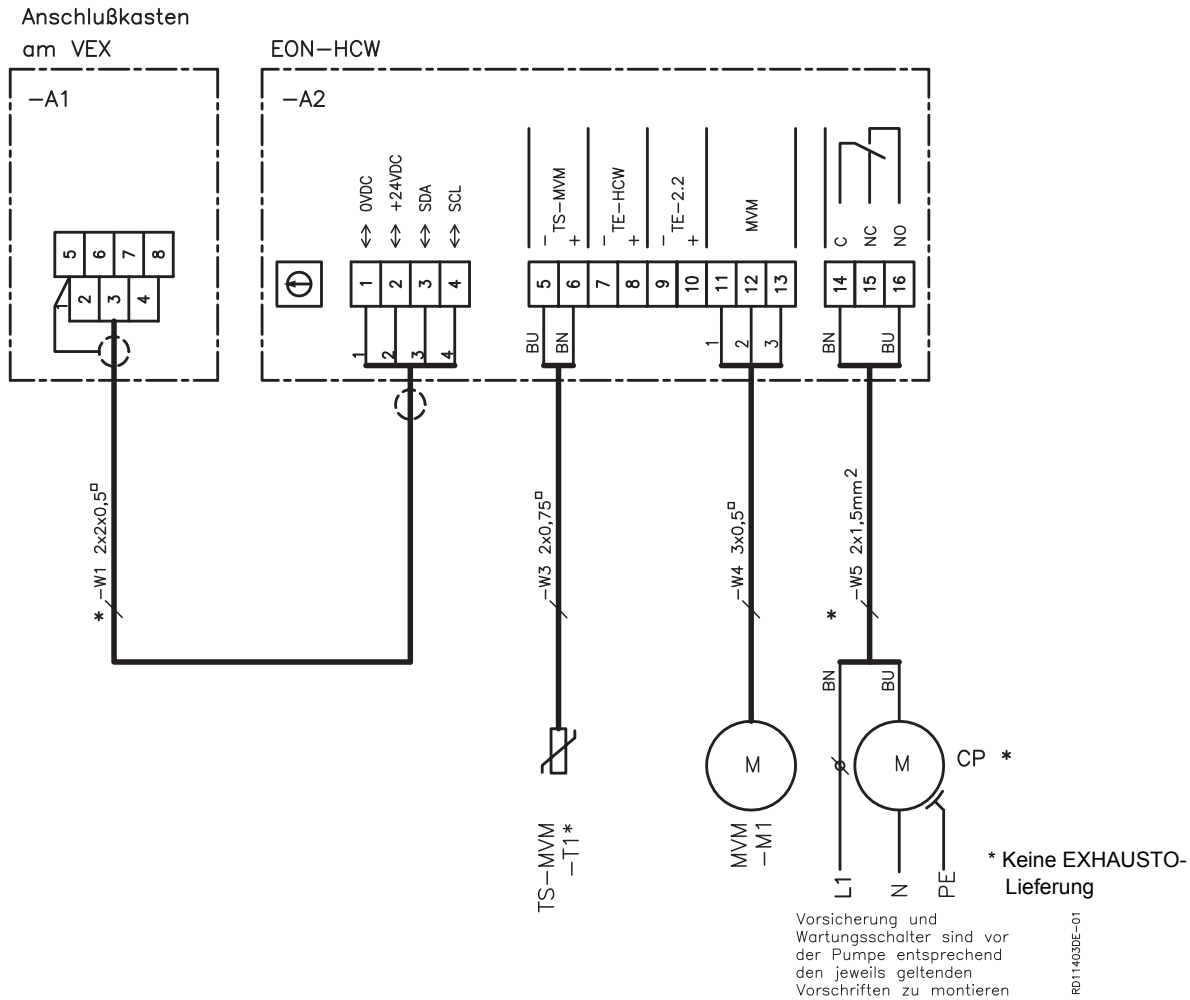 Anschlußkasten
am VEX
EON-HCW
-A1
-A2
<-> 0VDC
<-> +24VDC
<-> SDA
<-> SCL
- TS-MVM +
- TE-HCW +
- TE-2.2 +
MVM
C
NC
NO
5 6 7 8
1 2 3 4
1 2 3 4
5 6 7 8 9 10 11 12 13
14 15 16
1 2 3 4
BU BN
1 2 3
BN BU
* -W1 2x2x0,5□
-W3 2x0,75□
-W4 3x0,5□
* -W5 2x1,5mm²
BN BU
M
M
CP *
TS-MVM
-T1*
MVM
-M1
L1
N
PE
* Keine EXHAUSTO-
Lieferung
Vorsicherung und
Wartungsschalter sind vor
der Pumpe entsprechend
den jeweils geltenden
Vorschriften zu montieren
RD11403DE-01